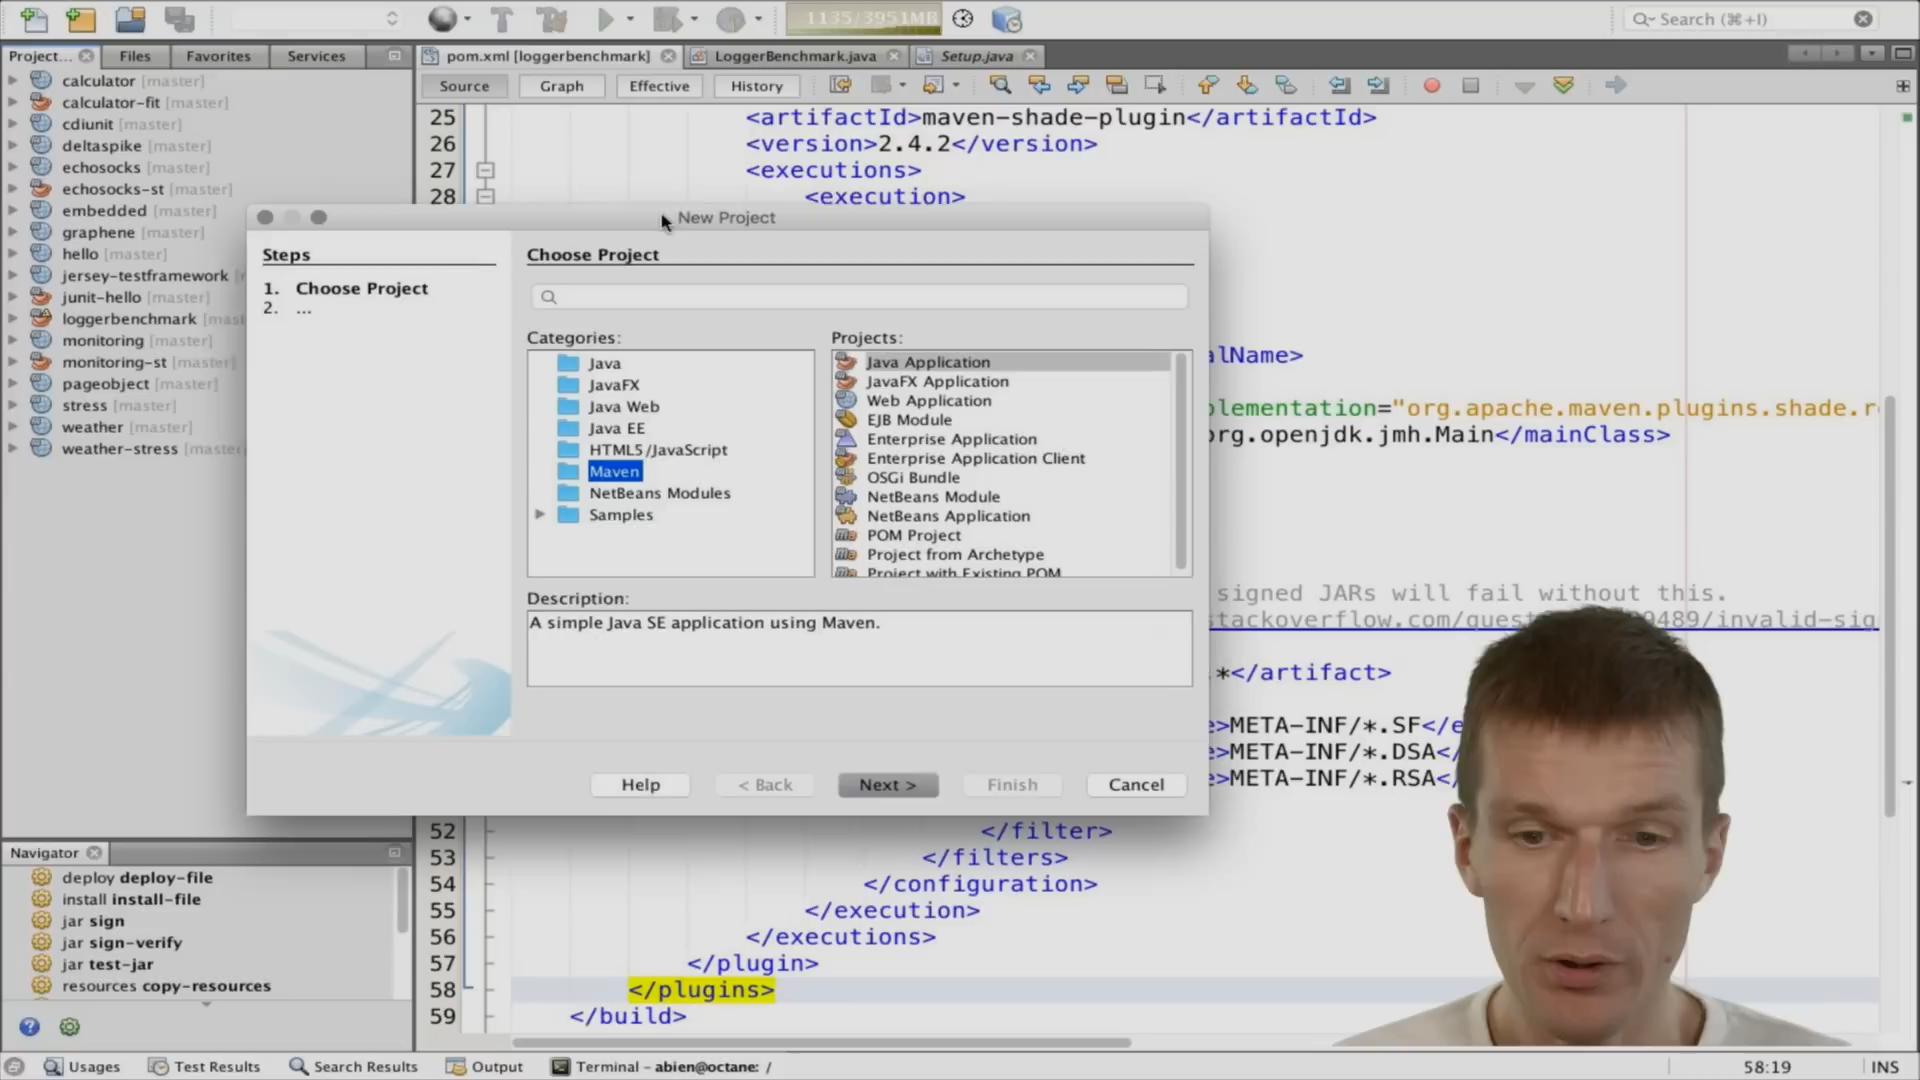 1135/3951MB
Search (⌘+I)
Project... Files Favorites Services
pom.xml [loggerbenchmark] LoggerBenchmark.java Setup.java
Source Graph Effective History
calculator [master]
calculator-fit [master]
cdiunit [master]
deltaspike [master]
echosocks [master]
echosocks-st [master]
embedded [master]
graphene [master]
hello [master]
jersey-testframework [master]
junit-hello [master]
loggerbenchmark
monitoring [master]
monitoring-st [master]
pageobject [master]
stress [master]
weather [master]
weather-stress [master]
25 <artifactId>maven-shade-plugin</artifactId>
26 <version>2.4.2</version>
27 <executions>
28 <execution>
New Project
Steps
1. Choose Project
2. ...
Choose Project
Categories:
Java
JavaFX
Java Web
Java EE
HTML5/JavaScript
Maven
NetBeans Modules
Samples
Projects:
Java Application
JavaFX Application
Web Application
EJB Module
Enterprise Application
Enterprise Application Client
OSGi Bundle
NetBeans Module
NetBeans Application
POM Project
Project from Archetype
Project with Existing POM
Description:
A simple Java SE application using Maven.
Help < Back Next > Finish Cancel
alName>
plementation="org.apache.maven.plugins.shade.r
org.openjdk.jmh.Main</mainClass>
signed JARs will fail without this.
stackoverflow.com/quest 9489/invalid-sig
*</artifact>
>META-INF/*.SF</e
>META-INF/*.DSA</
>META-INF/*.RSA</
52 </filter>
53 </filters>
54 </configuration>
55 </execution>
56 </executions>
57 </plugin>
58 </plugins>
59 </build>
Navigator
deploy deploy-file
install install-file
jar sign
jar sign-verify
jar test-jar
resources copy-resources
Usages Test Results Search Results Output Terminal - abien@octane: /
58:19 INS